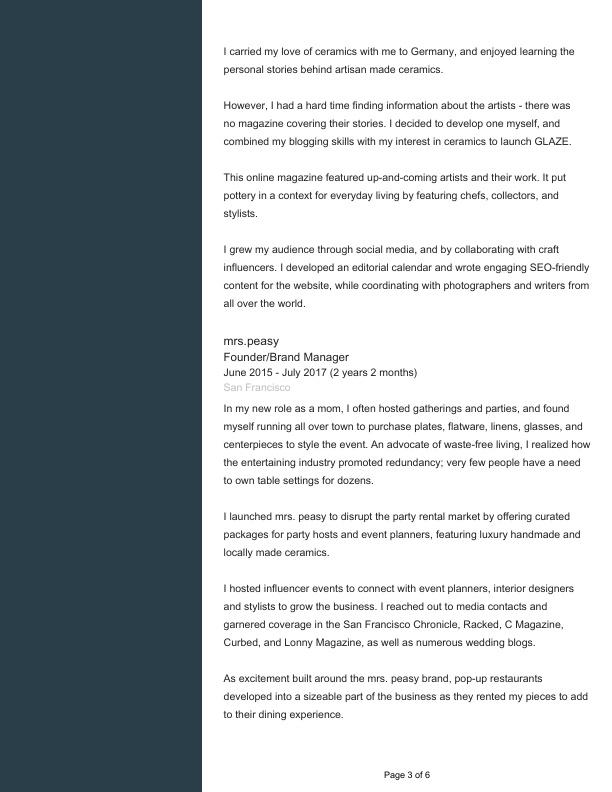 I carried my love of ceramics with me to Germany, and enjoyed learning the
personal stories behind artisan made ceramics.
However, I had a hard time finding information about the artists - there was
no magazine covering their stories. I decided to develop one myself, and
combined my blogging skills with my interest in ceramics to launch GLAZE.
This online magazine featured up-and-coming artists and their work. It put
pottery in a context for everyday living by featuring chefs, collectors, and
stylists.
I grew my audience through social media, and by collaborating with craft
influencers. I developed an editorial calendar and wrote engaging SEO-friendly
content for the website, while coordinating with photographers and writers from
all over the world.
mrs.peasy
Founder/Brand Manager
June 2015 - July 2017 (2 years 2 months)
San Francisco
In my new role as a mom, I often hosted gatherings and parties, and found
myself running all over town to purchase plates, flatware, linens, glasses, and
centerpieces to style the event. An advocate of waste-free living, I realized how
the entertaining industry promoted redundancy; very few people have a need
to own table settings for dozens.
I launched mrs. peasy to disrupt the party rental market by offering curated
packages for party hosts and event planners, featuring luxury handmade and
locally made ceramics.
I hosted influencer events to connect with event planners, interior designers
and stylists to grow the business. I reached out to media contacts and
garnered coverage in the San Francisco Chronicle, Racked, C Magazine,
Curbed, and Lonny Magazine, as well as numerous wedding blogs.
As excitement built around the mrs. peasy brand, pop-up restaurants
developed into a sizeable part of the business as they rented my pieces to add
to their dining experience.
Page 3 of 6